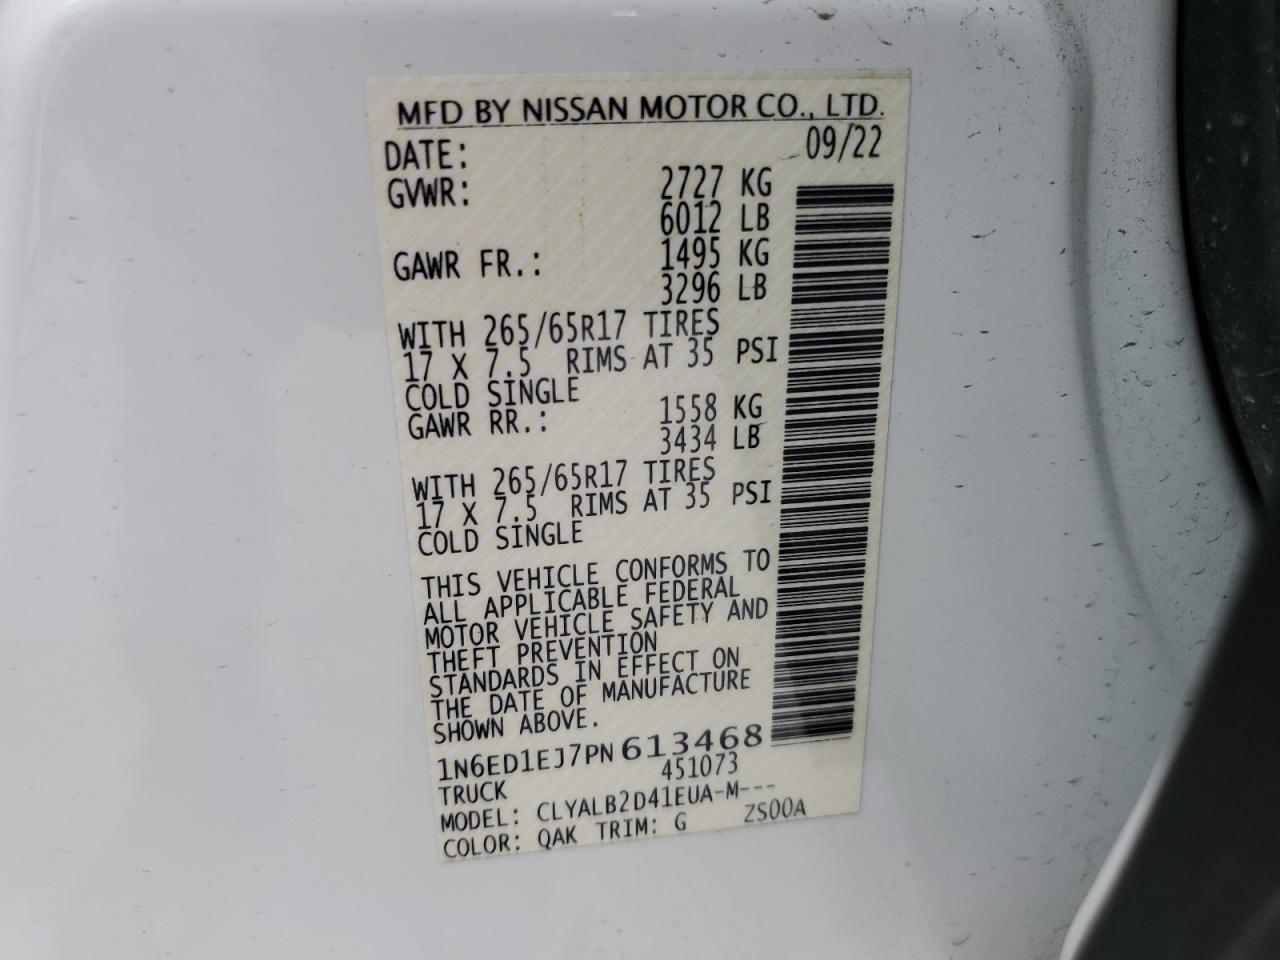 MFD BY NISSAN MOTOR CO., LTD.
DATE: 09/22
GVWR: 2727 KG
6012 LB
GAWR FR.: 1495 KG
3296 LB
WITH 265/65R17 TIRES
17 X 7.5 RIMS AT 35 PSI
COLD SINGLE
GAWR RR.: 1558 KG
3434 LB
WITH 265/65R17 TIRES
17 X 7.5 RIMS AT 35 PSI
COLD SINGLE
THIS VEHICLE CONFORMS TO
ALL APPLICABLE FEDERAL
MOTOR VEHICLE SAFETY AND
THEFT PREVENTION
STANDARDS IN EFFECT ON
THE DATE OF MANUFACTURE
SHOWN ABOVE.
1N6ED1EJ7PN613468
TRUCK 451073
MODEL: CLYALB2D41EUA-M---
COLOR: QAK TRIM: G ZS00A